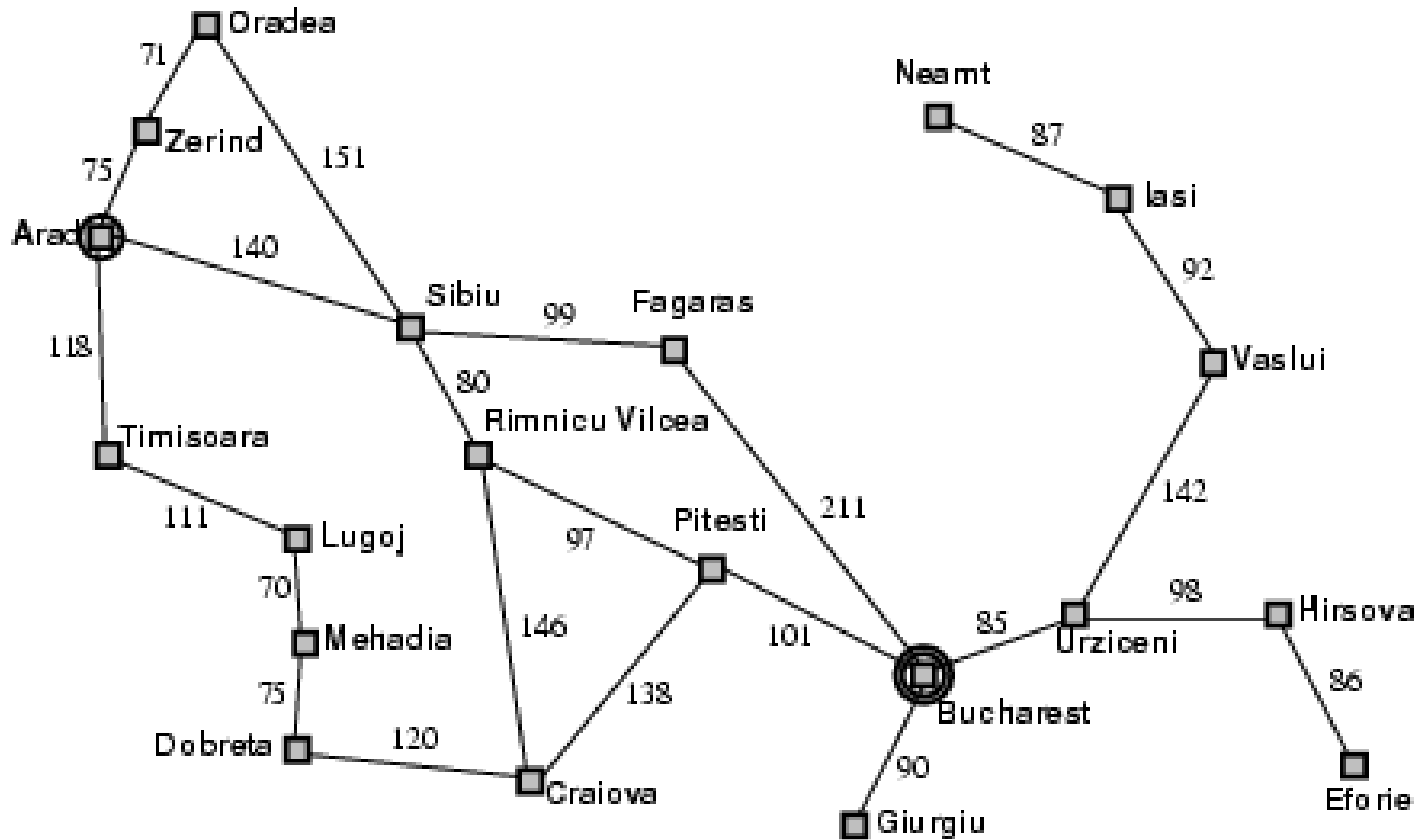 Oradea
71
Neamt
87
Zerind
151
75
Iasi
Arad
140
92
Sibiu
Fagaras
99
118
Vaslui
80
Timisoara
Rimnicu Vilcea
142
211
111
Pitesti
Lugoj
97
70
98
Hirsova
146
101
85
Urziceni
Mehadia
138
86
75
Bucharest
Dobreta
120
90
Craiova
Eforie
Giurgiu